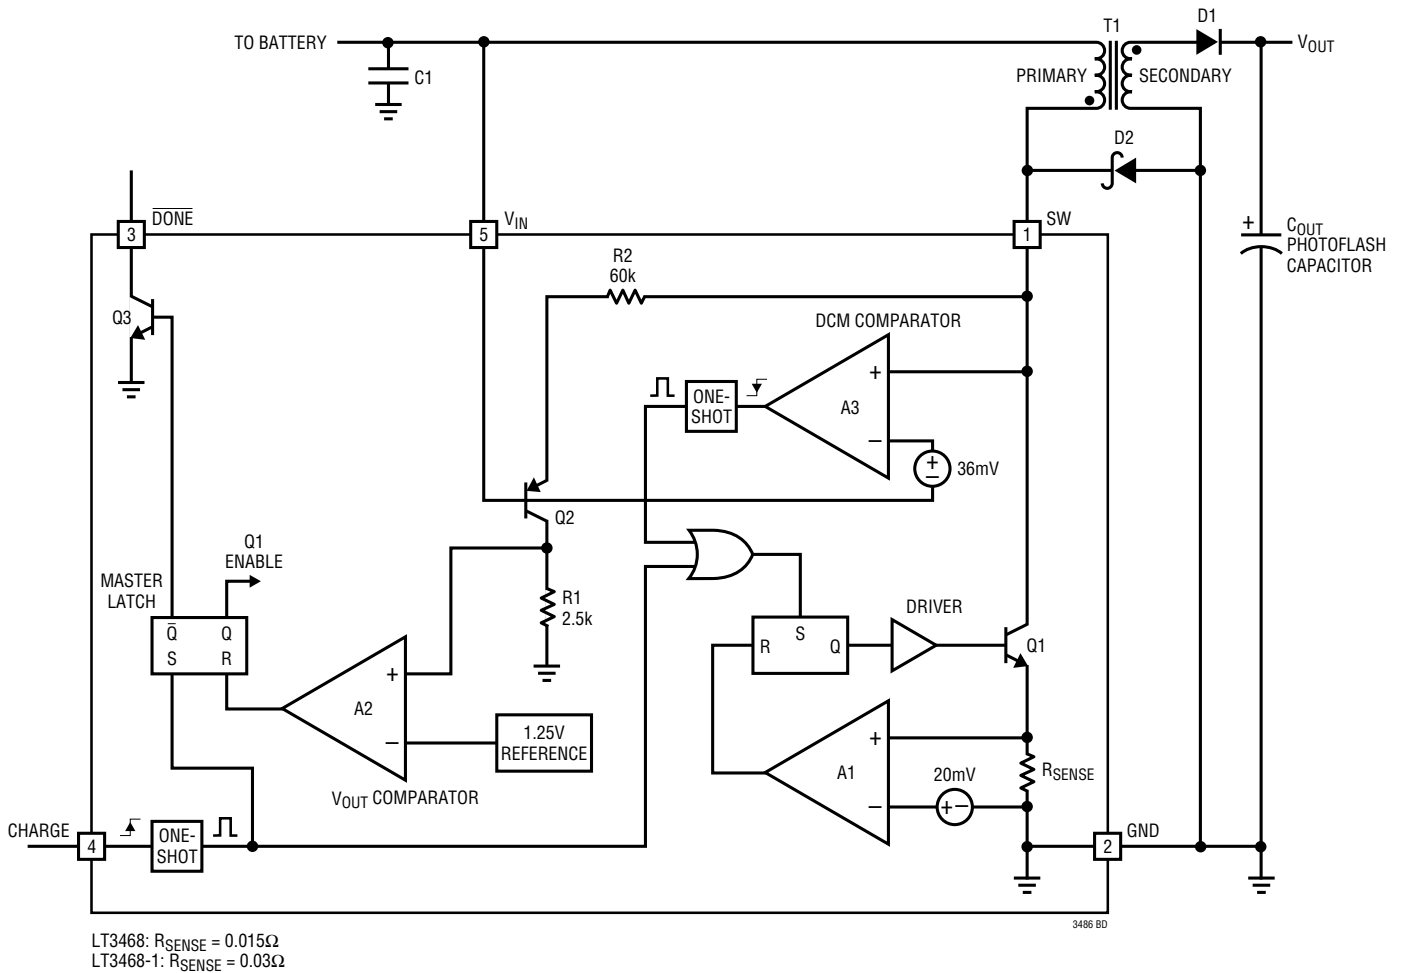 TO BATTERY
C1
T1
D1
VOUT
PRIMARY
SECONDARY
D2
3
DONE
5
VIN
1
SW
+
COUT
PHOTOFLASH
CAPACITOR
R2
60k
Q3
DCM COMPARATOR
ONE-
SHOT
A3
+
–
+
–
36mV
Q2
Q1
ENABLE
MASTER
LATCH
R1
2.5k
DRIVER
Q̅ Q
S R
R S Q
Q1
A2
+
–
1.25V
REFERENCE
A1
+
–
20mV
+ –
RSENSE
VOUT COMPARATOR
CHARGE
4
ONE-
SHOT
2
GND
3486 BD
LT3468: RSENSE = 0.015Ω
LT3468-1: RSENSE = 0.03Ω